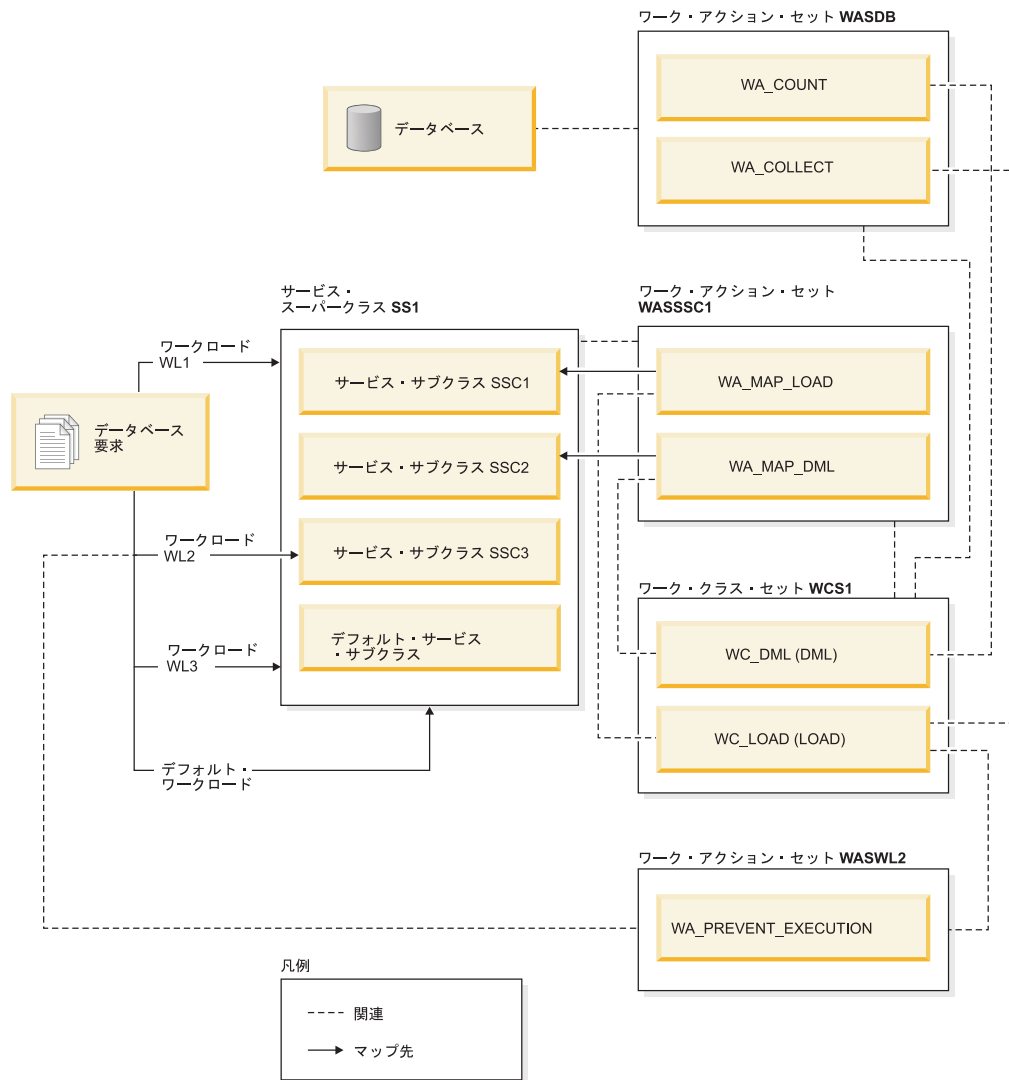 ワーク・アクション・セット WASDB
WA_COUNT
WA_COLLECT
データベース
サービス・
スーパークラス SS1
ワーク・アクション・セット
WASSSC1
ワークロード
WL1
サービス・サブクラス SSC1
WA_MAP_LOAD
データベース
要求
サービス・サブクラス SSC2
WA_MAP_DML
ワークロード
WL2
サービス・サブクラス SSC3
ワーク・クラス・セット WCS1
ワークロード
WL3
デフォルト・サービス
・サブクラス
WC_DML (DML)
WC_LOAD (LOAD)
デフォルト・
ワークロード
ワーク・アクション・セット WASWL2
WA_PREVENT_EXECUTION
凡例
関連
マップ先